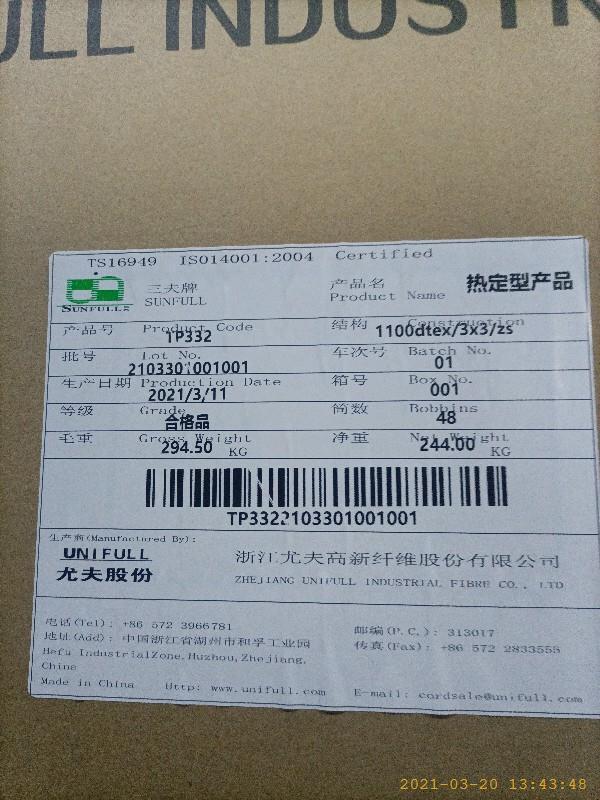 ULL INDUST
TS16949 ISO14001:2004 Certified
SUNFULL
三夫牌
SUNFULL
产品名
Product Name
热定型产品
产品号 Product Code
TP332
结构 Construction
1100dtex/3x3/zs
批号 Lot No.
2103301001001
车次号 Batch No.
01
生产日期 Production Date
2021/3/11
箱号 Box No.
001
等级 Grade
合格品
筒数 Bobbins
48
毛重 Gross Weight
294.50 KG
净重 Net Weight
244.00 KG
TP3322103301001001
生产商(Manufactured By):
UNIFULL
尤夫股份
浙江尤夫高新纤维股份有限公司
ZHEJIANG UNIFULL INDUSTRIAL FIBRE CO., LTD
电话(Tel): +86 572 3966781
地址(Add): 中国浙江省湖州市和孚工业园
Hefu IndustrialZone,Huzhou,Zhejiang,
China
邮编(P.C.): 313017
传真(Fax): +86 572 2833555
Made in China Http: www.unifull.com E-mail: cordsale@unifull.com
2021-03-20 13:43:48